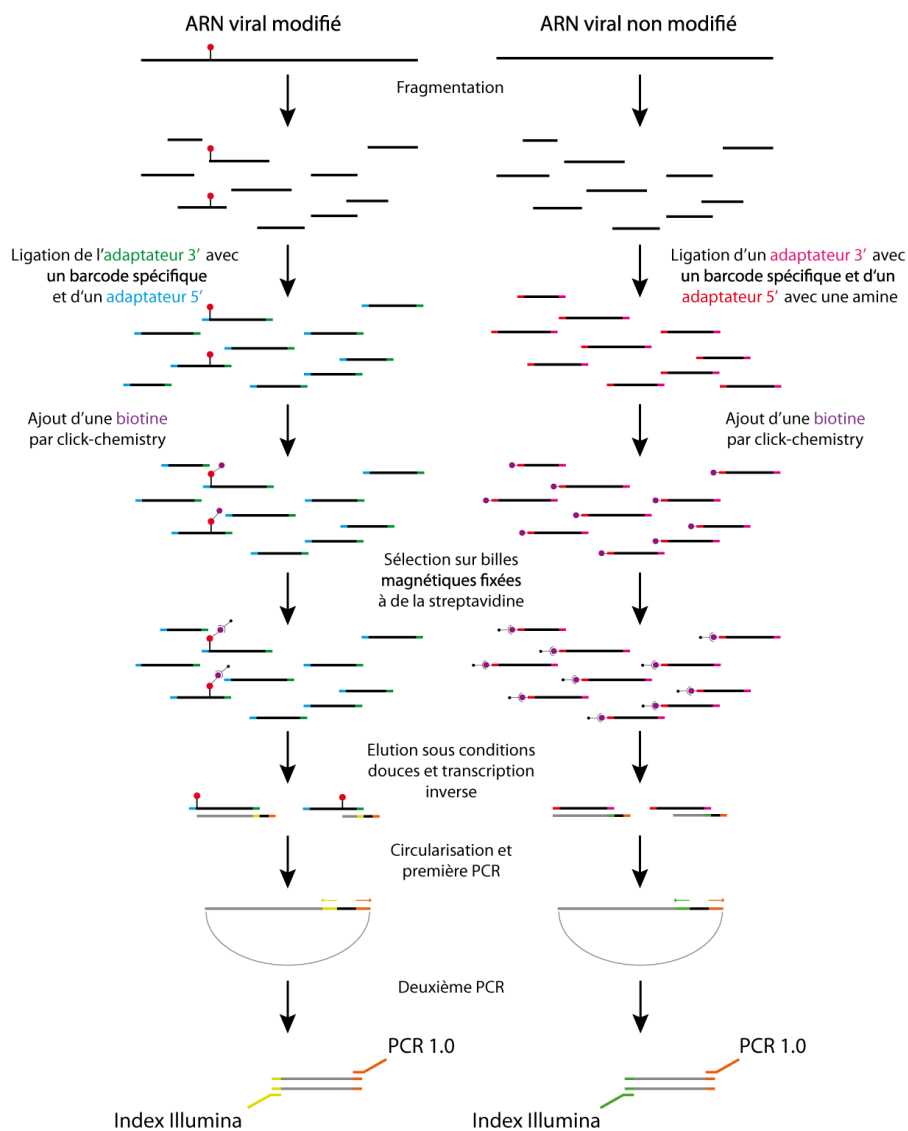 ARN viral modifié
ARN viral non modifié
Fragmentation
Ligation de l'adaptateur 3' avec
un barcode spécifique
et d'un adaptateur 5'
Ligation d'un adaptateur 3' avec
un barcode spécifique et d'un
adaptateur 5' avec une amine
Ajout d'une biotine
par click-chemistry
Ajout d'une biotine
par click-chemistry
Sélection sur billes
magnétiques fixées
à de la streptavidine
Elution sous conditions
douces et transcription
inverse
Circularisation et
première PCR
Deuxième PCR
PCR 1.0
Index Illumina
PCR 1.0
Index Illumina